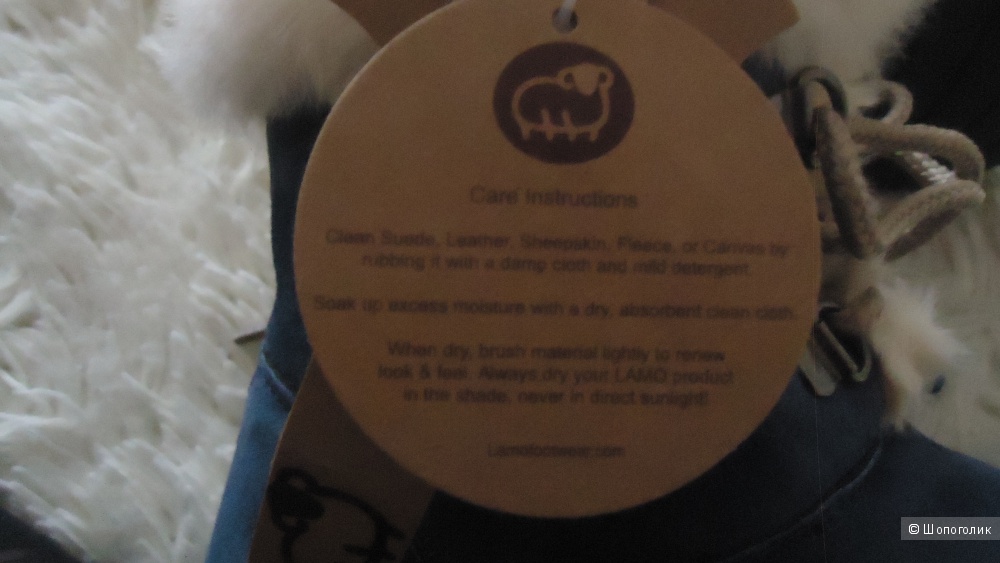 Care Instructions
Clean Suede, Leather, Sheepskin, Fleece, or Canvas by
rubbing it with a damp cloth and mild detergent.
Soak up excess moisture with a dry, absorbent clean cloth.
When dry, brush material lightly to renew
look & feel. Always dry your LAMO product
in the shade, never in direct sunlight!
Lamofootwear.com
© Шопоголик